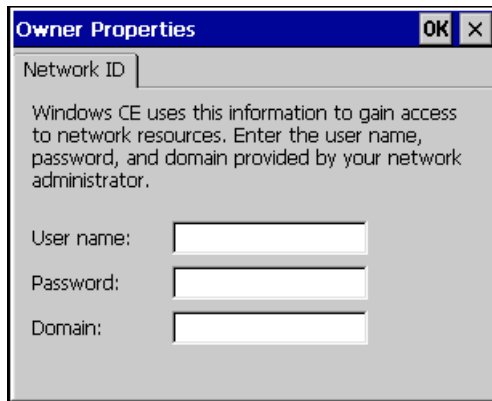 Owner Properties OK ×
Network ID
Windows CE uses this information to gain access
to network resources. Enter the user name,
password, and domain provided by your network
administrator.
User name:
Password:
Domain: